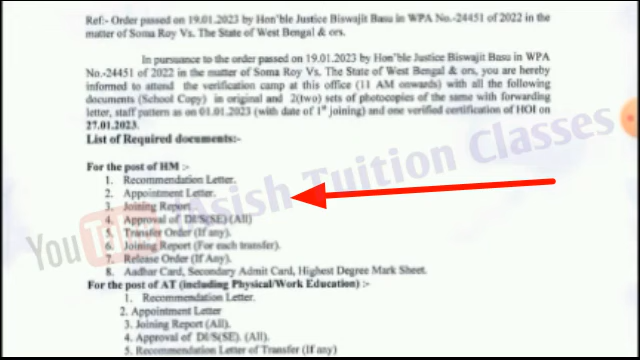 Ref:- Order passed on 19.01.2023 by Hon'ble Justice Biswajit Basu in WPA No.-24451 of 2022 in the
matter of Soma Roy Vs. The State of West Bengal & ors.
In pursuance to the order passed on 19.01.2023 by Hon'ble Justice Biswajit Basu in WPA
No.-24451 of 2022 in the matter of Soma Roy Vs. The State of West Bengal & ors, you are hereby
informed to attend the verification camp at this office (11 AM onwards) with all the following
documents (School Copy) in original and 2(two) sets of photocopies of the same with forwarding
letter, staff pattern as on 01.01.2023 (with date of 1st joining) and one verified certification of HOI on
27.01.2023.
List of Required documents:-
For the post of HM :-
1. Recommendation Letter.
2. Appointment Letter.
3. Joining Report
4. Approval of DI/S(SE) (All)
5. Transfer Order (If any).
6. Joining Report (For each transfer).
7. Release Order (If Any).
8. Aadhar Card, Secondary Admit Card, Highest Degree Mark Sheet.
For the post of AT (including Physical/Work Education) :-
1. Recommendation Letter.
2. Appointment Letter
3. Joining Report (All).
4. Approval of DI/S(SE). (All).
5. Recommendation Letter of Transfer (If any)
YouTube Asish Tuition Classes